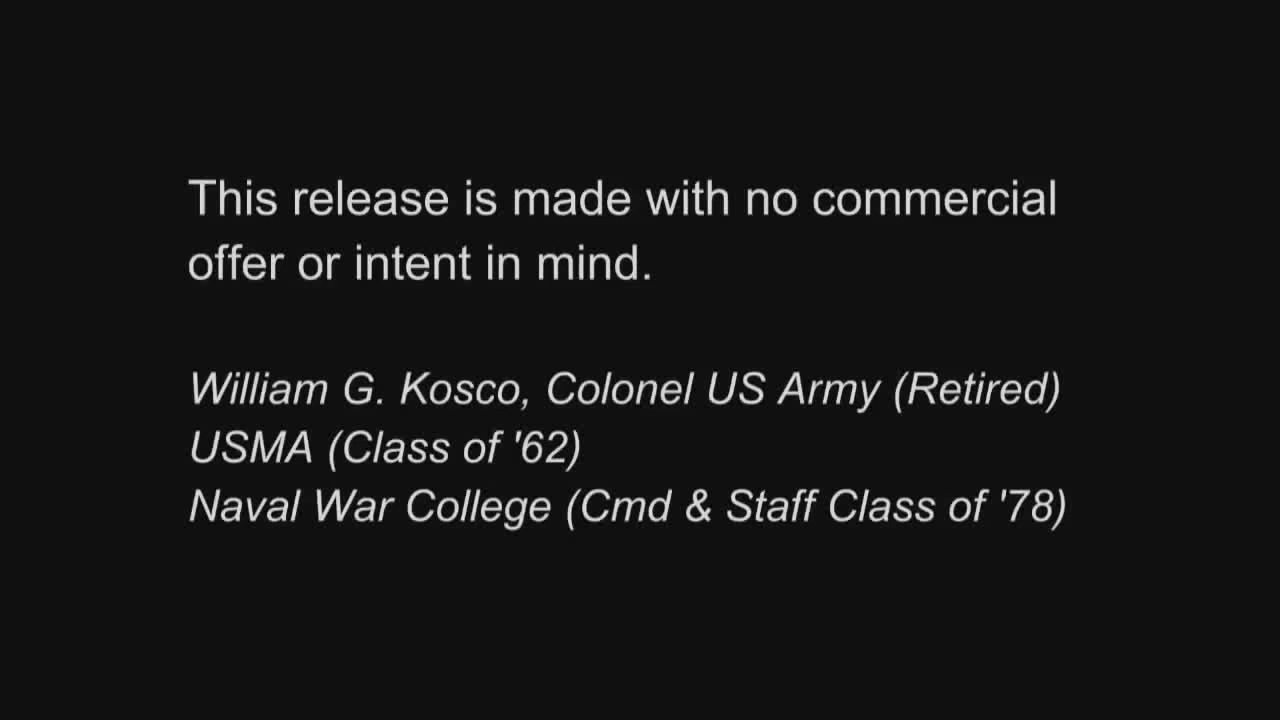 This release is made with no commercial
offer or intent in mind.
William G. Kosco, Colonel US Army (Retired)
USMA (Class of '62)
Naval War College (Cmd & Staff Class of '78)